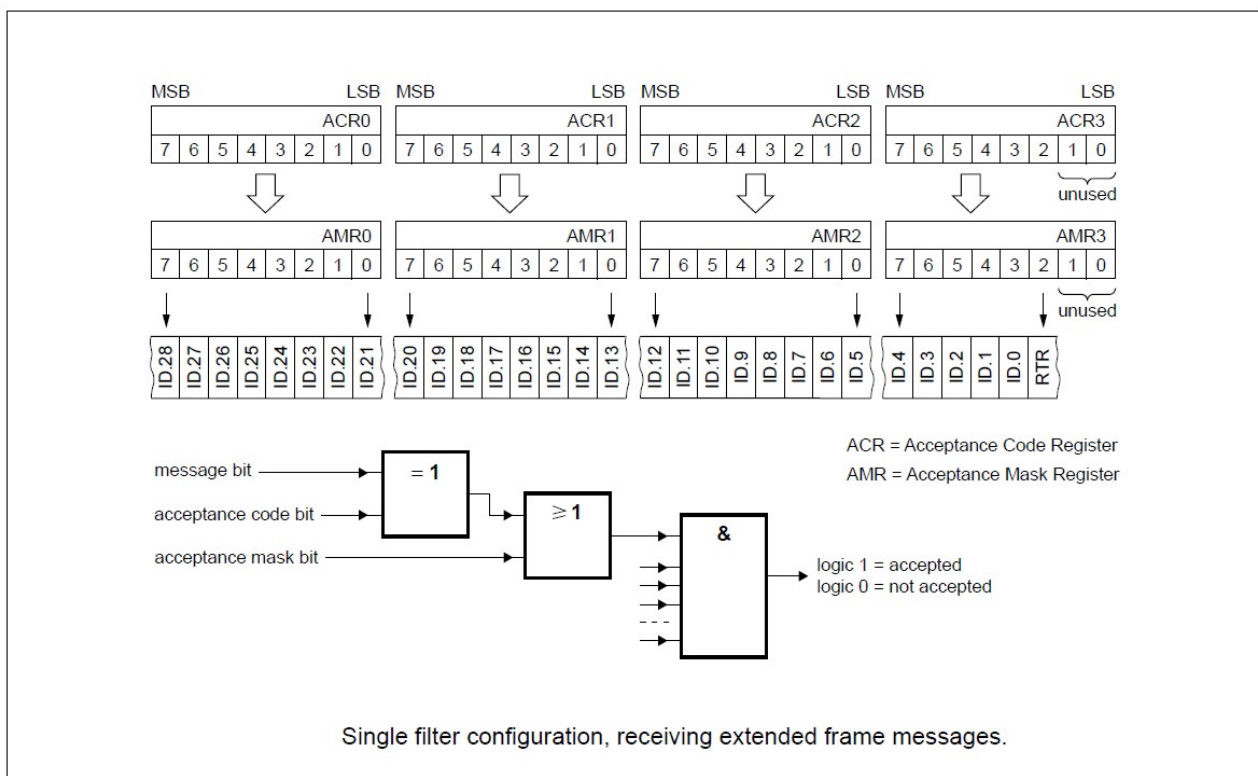 MSB LSB MSB LSB MSB LSB MSB LSB
ACR0 ACR1 ACR2 ACR3
7 6 5 4 3 2 1 0 7 6 5 4 3 2 1 0 7 6 5 4 3 2 1 0 7 6 5 4 3 2 1 0
unused
AMR0 AMR1 AMR2 AMR3
7 6 5 4 3 2 1 0 7 6 5 4 3 2 1 0 7 6 5 4 3 2 1 0 7 6 5 4 3 2 1 0
unused
ID.28 ID.27 ID.26 ID.25 ID.24 ID.23 ID.22 ID.21 ID.20 ID.19 ID.18 ID.17 ID.16 ID.15 ID.14 ID.13 ID.12 ID.11 ID.10 ID.9 ID.8 ID.7 ID.6 ID.5 ID.4 ID.3 ID.2 ID.1 ID.0 RTR
ACR = Acceptance Code Register
AMR = Acceptance Mask Register
message bit
= 1
acceptance code bit
≥ 1
acceptance mask bit
&
logic 1 = accepted
logic 0 = not accepted
Single filter configuration, receiving extended frame messages.